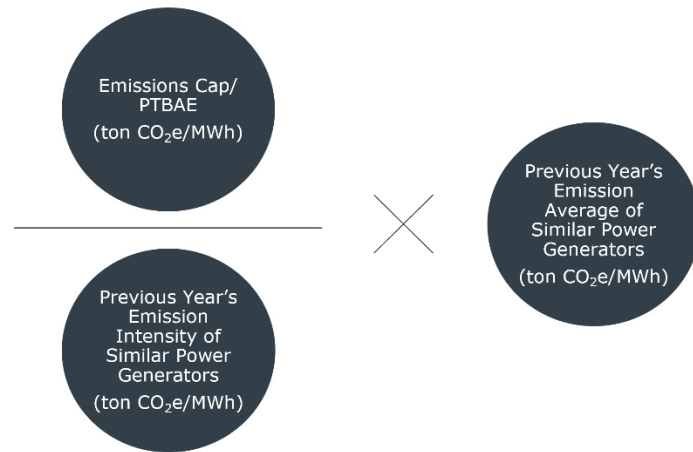 Emissions Cap/
PTBAE
(ton CO₂e/MWh)
Previous Year's
Emission
Intensity of
Similar Power
Generators
(ton CO₂e/MWh)
Previous Year's
Emission
Average of
Similar Power
Generators
(ton CO₂e/MWh)